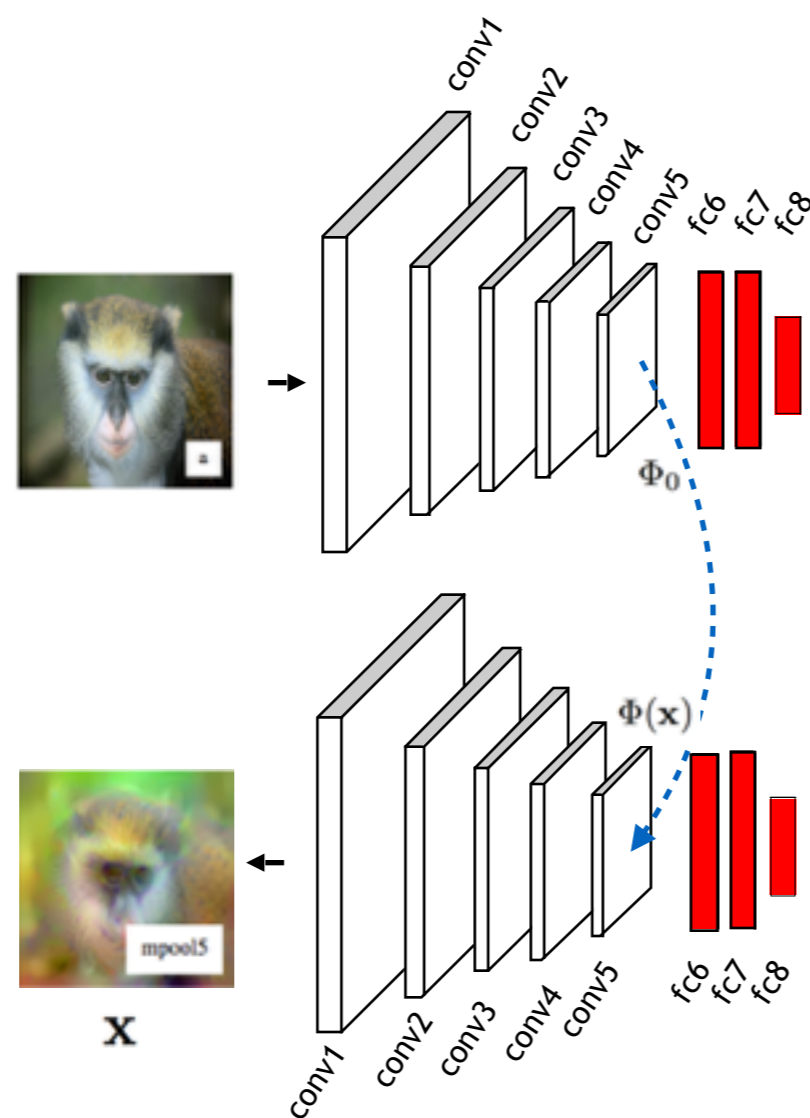 conv1
conv2
conv3
conv4
conv5
fc6
fc7
fc8
a
Φ₀
Φ(x)
mpool5
x
conv1
conv2
conv3
conv4
conv5
fc6
fc7
fc8